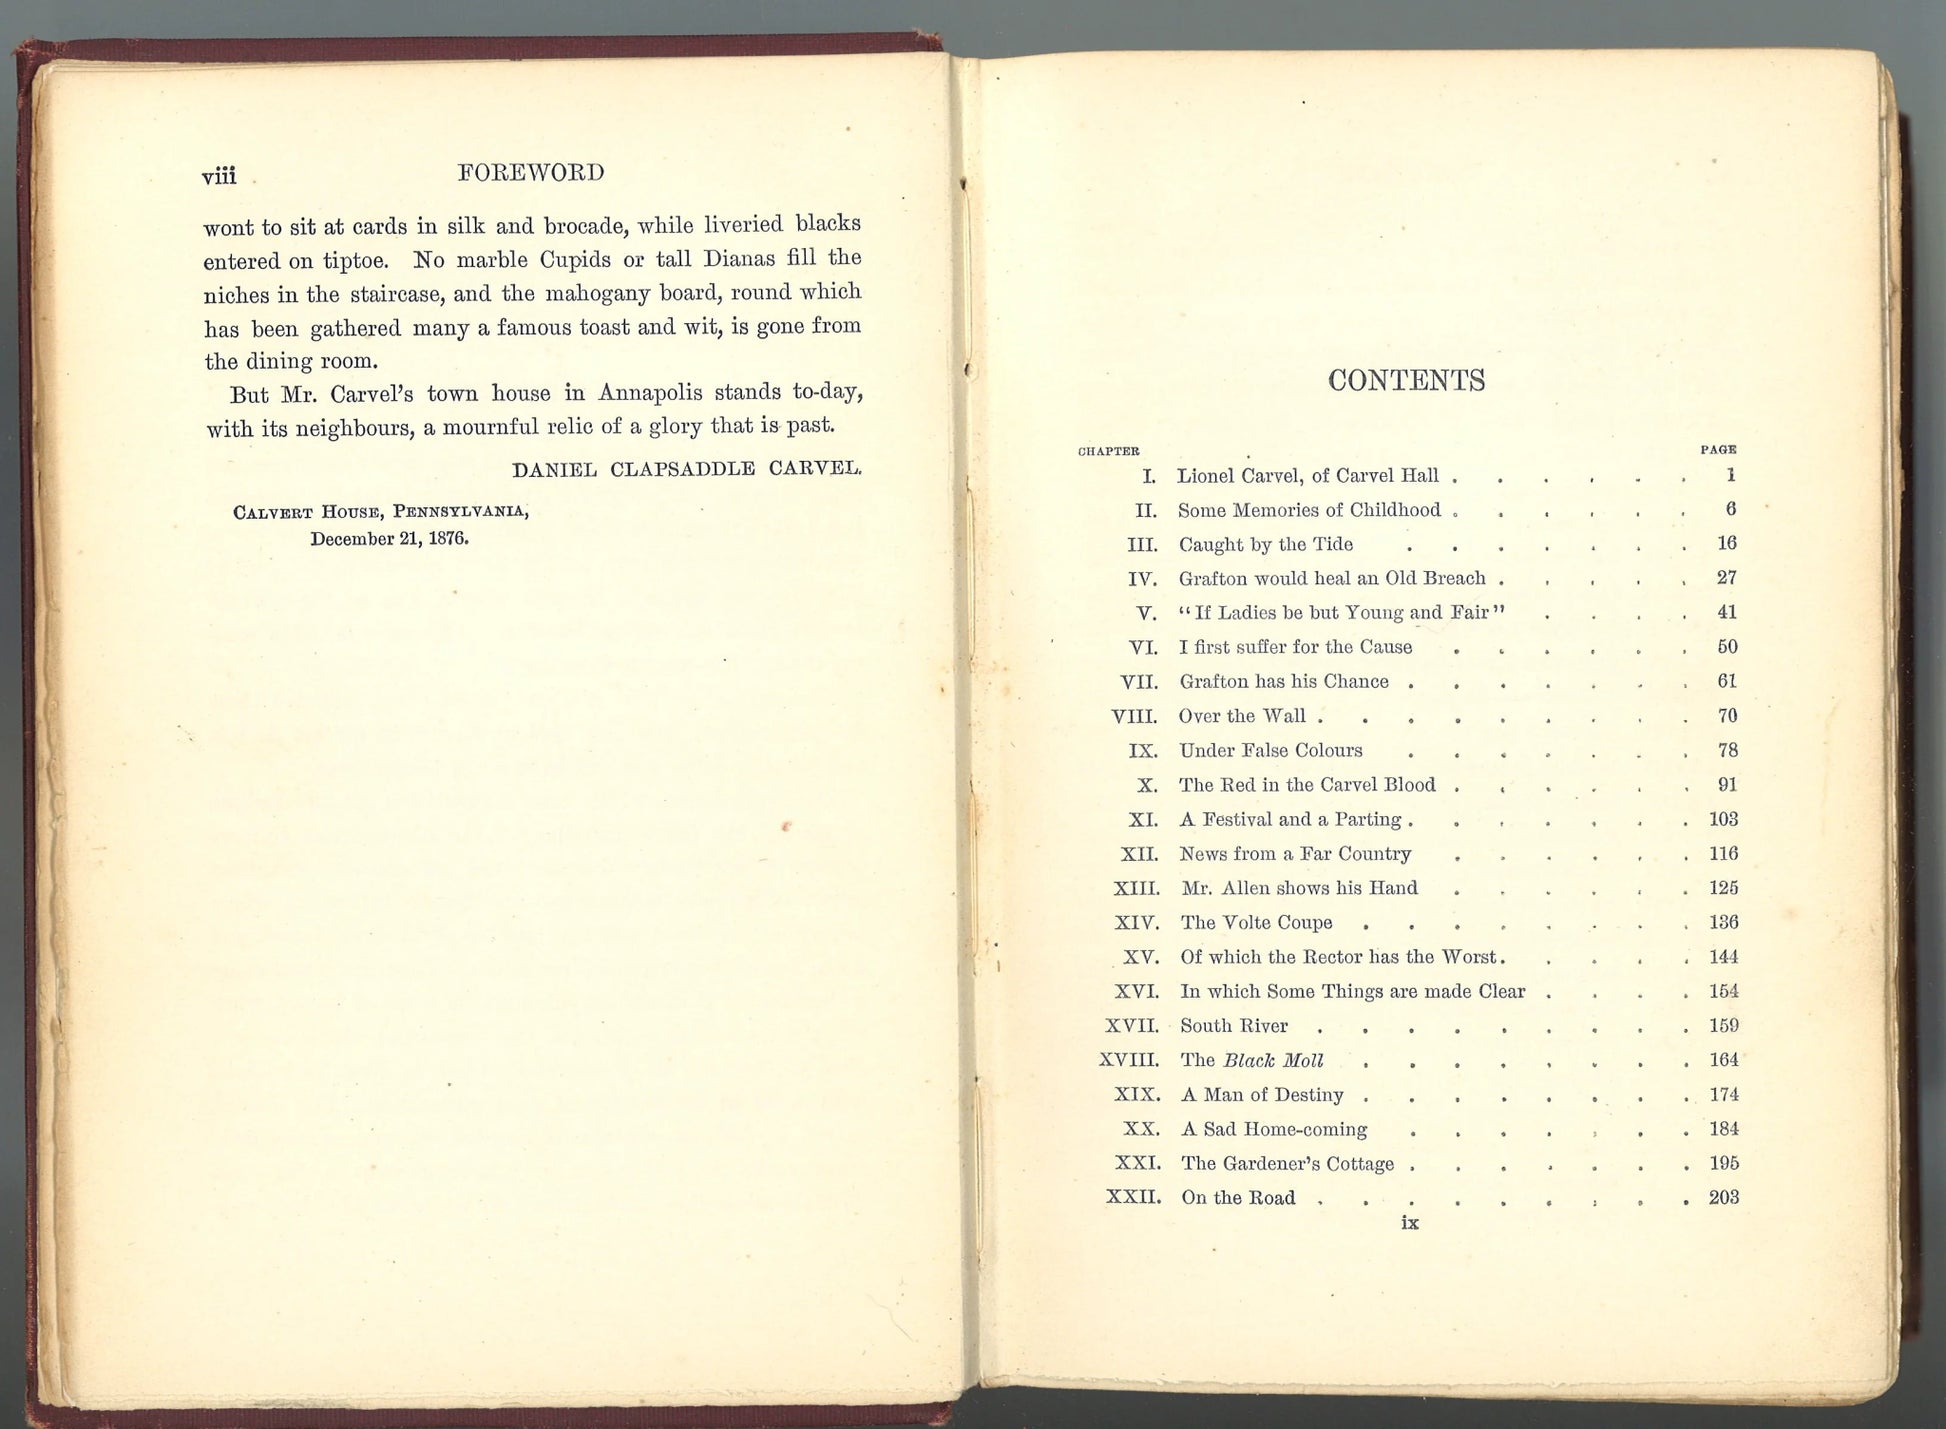 viii
FOREWORD
wont to sit at cards in silk and brocade, while liveried blacks
entered on tiptoe. No marble Cupids or tall Dianas fill the
niches in the staircase, and the mahogany board, round which
has been gathered many a famous toast and wit, is gone from
the dining room.
But Mr. Carvel's town house in Annapolis stands to-day,
with its neighbours, a mournful relic of a glory that is past.
DANIEL CLAPSADDLE CARVEL.
CALVERT HOUSE, PENNSYLVANIA,
December 21, 1876.
CONTENTS
CHAPTER PAGE
I. Lionel Carvel, of Carvel Hall . . . . . . 1
II. Some Memories of Childhood . . . . . . 6
III. Caught by the Tide . . . . . . . 16
IV. Grafton would heal an Old Breach . . . . . 27
V. "If Ladies be but Young and Fair" . . . . 41
VI. I first suffer for the Cause . . . . . . 50
VII. Grafton has his Chance . . . . . . . 61
VIII. Over the Wall . . . . . . . . . 70
IX. Under False Colours . . . . . . . 78
X. The Red in the Carvel Blood . . . . . . 91
XI. A Festival and a Parting . . . . . . . 103
XII. News from a Far Country . . . . . . 116
XIII. Mr. Allen shows his Hand . . . . . . 125
XIV. The Volte Coupe . . . . . . . . 136
XV. Of which the Rector has the Worst . . . . . 144
XVI. In which Some Things are made Clear . . . . 154
XVII. South River . . . . . . . . . 159
XVIII. The Black Moll . . . . . . . . 164
XIX. A Man of Destiny . . . . . . . . 174
XX. A Sad Home-coming . . . . . . . 184
XXI. The Gardener's Cottage . . . . . . . 195
XXII. On the Road . . . . . . . . . 203
ix